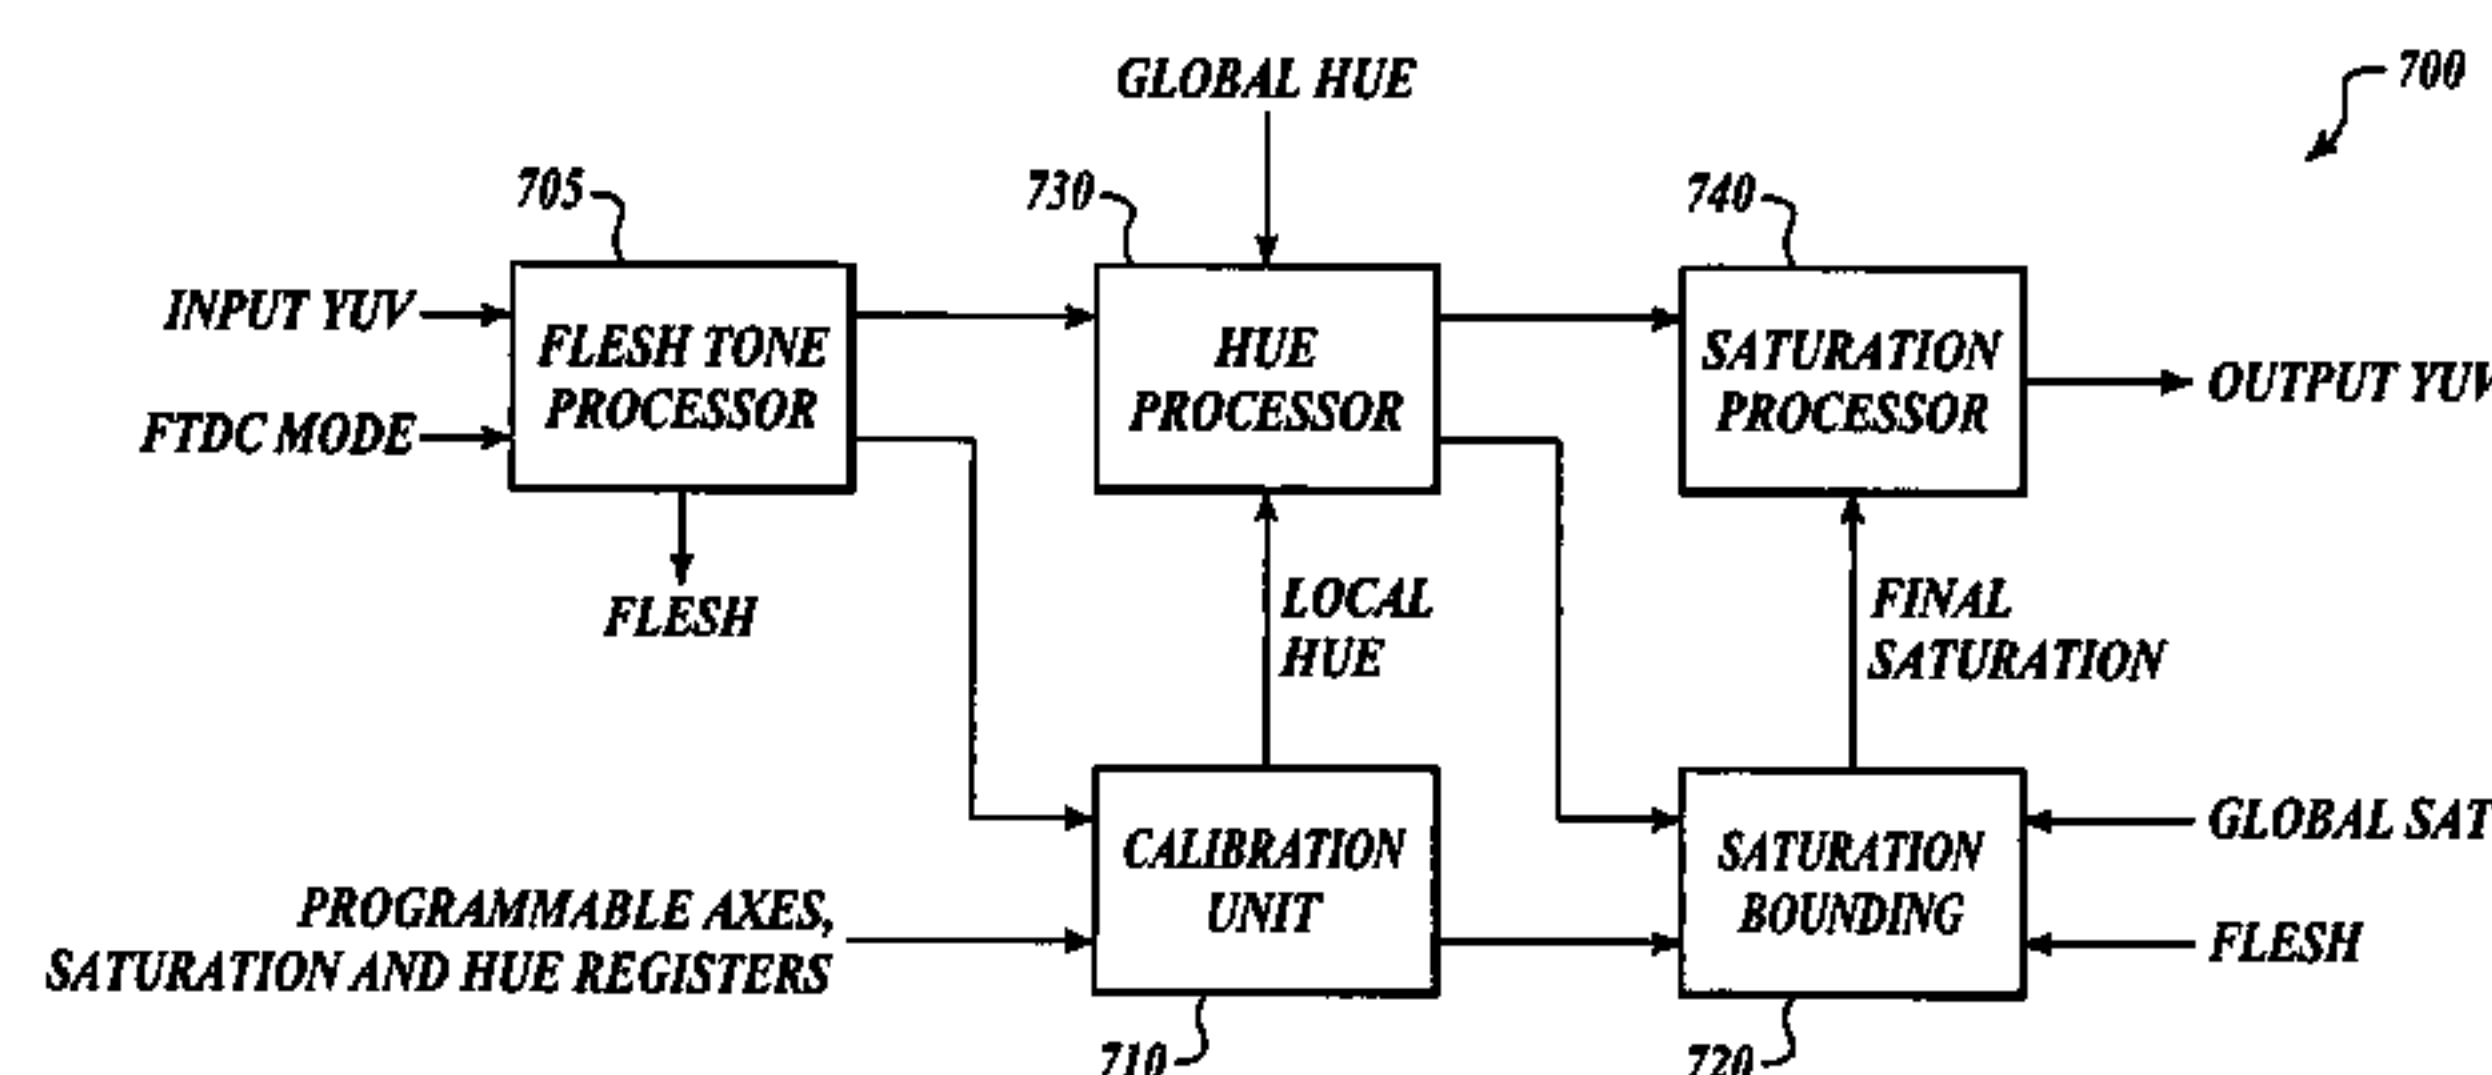 GLOBAL HUE
700
705
730
740
INPUT YUV
FTDC MODE
FLESH TONE
PROCESSOR
HUE
PROCESSOR
SATURATION
PROCESSOR
OUTPUT YUV
FLESH
LOCAL
HUE
FINAL
SATURATION
PROGRAMMABLE AXES,
SATURATION AND HUE REGISTERS
CALIBRATION
UNIT
SATURATION
BOUNDING
GLOBAL SAT
FLESH
710
720